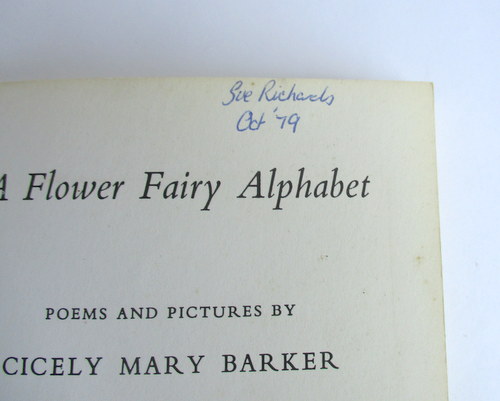 Sue Richards
Oct '79
A Flower Fairy Alphabet
POEMS AND PICTURES BY
CICELY MARY BARKER